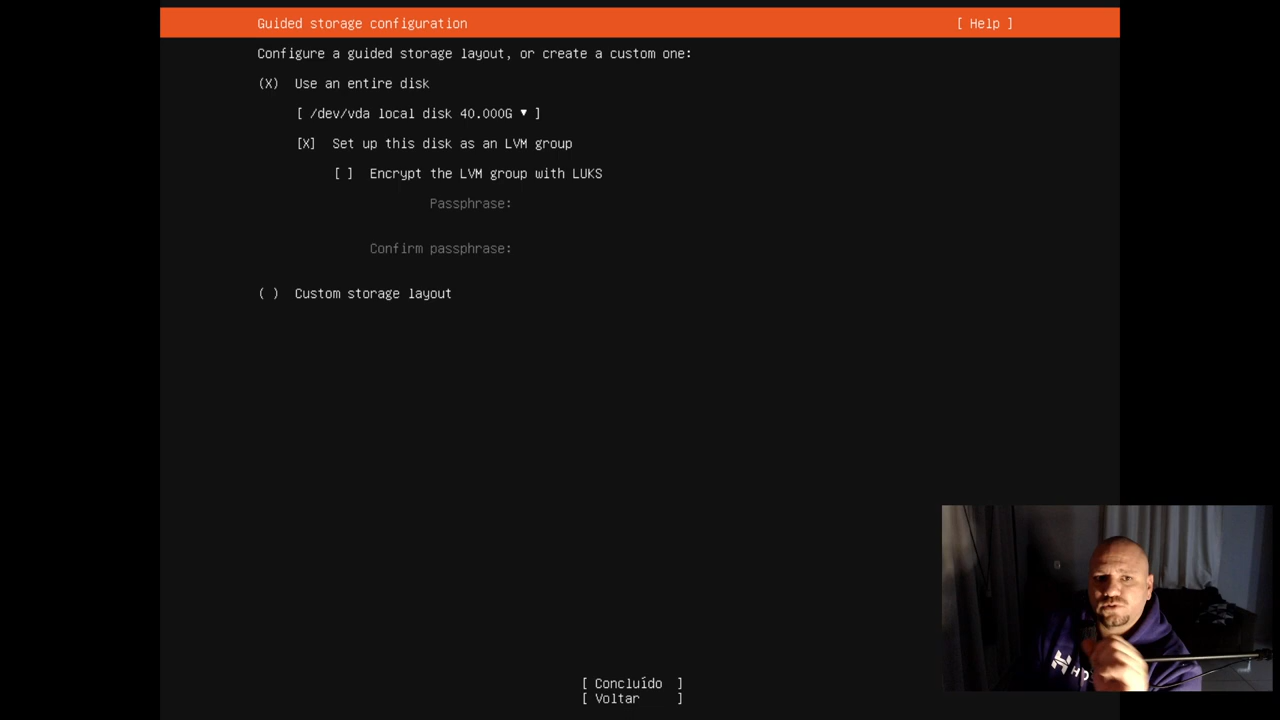 Guided storage configuration [ Help ]
Configure a guided storage layout, or create a custom one:
(X) Use an entire disk
[ /dev/vda local disk 40.000G ▾ ]
[X] Set up this disk as an LVM group
[ ] Encrypt the LVM group with LUKS
Passphrase:
Confirm passphrase:
( ) Custom storage layout
[ Concluído ]
[ Voltar ]